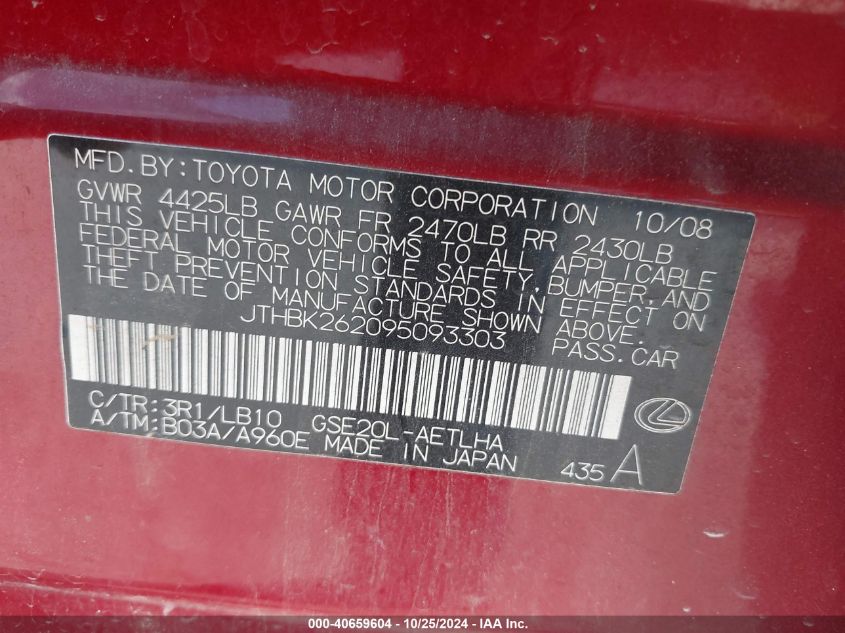 MFD.BY:TOYOTA MOTOR CORPORATION 10/08
GVWR 4425LB GAWR FR 2470LB RR 2430LB
THIS VEHICLE CONFORMS TO ALL APPLICABLE
FEDERAL MOTOR VEHICLE SAFETY,BUMPER,AND
THEFT PREVENTION STANDARDS IN EFFECT ON
THE DATE OF MANUFACTURE SHOWN ABOVE.
JTHBK262095093303 PASS.CAR
C/TR:3R1/LB10 GSE20L-AETLHA
A/TM:B03A/A960E MADE IN JAPAN 435 A
000-40659604 - 10/25/2024 - IAA Inc.